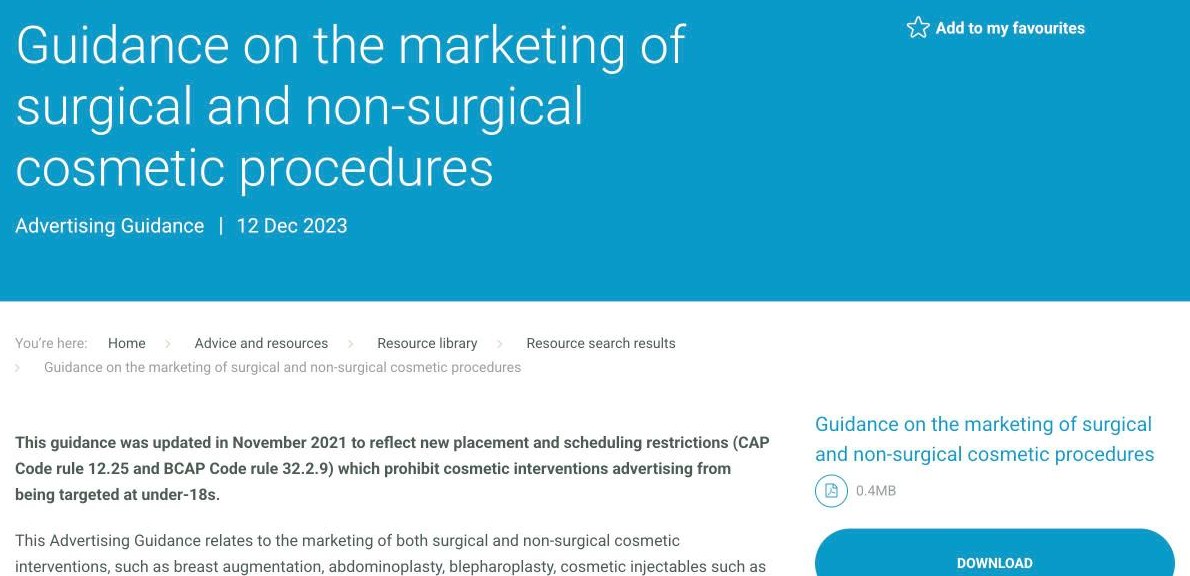 Guidance on the marketing of
surgical and non-surgical
cosmetic procedures
Add to my favourites
Advertising Guidance | 12 Dec 2023
You're here: Home > Advice and resources > Resource library > Resource search results
> Guidance on the marketing of surgical and non-surgical cosmetic procedures
This guidance was updated in November 2021 to reflect new placement and scheduling restrictions (CAP
Code rule 12.25 and BCAP Code rule 32.2.9) which prohibit cosmetic interventions advertising from
being targeted at under-18s.
This Advertising Guidance relates to the marketing of both surgical and non-surgical cosmetic
interventions, such as breast augmentation, abdominoplasty, blepharoplasty, cosmetic injectables such as
Guidance on the marketing of surgical
and non-surgical cosmetic procedures
0.4MB
DOWNLOAD